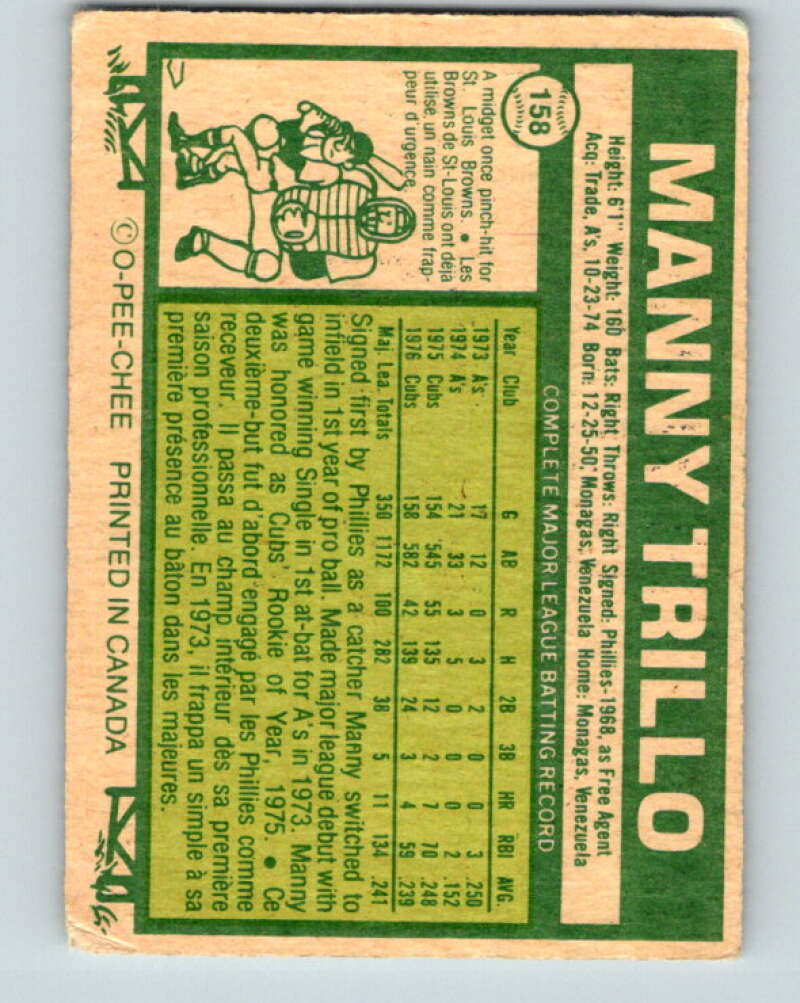 158
MANNY TRILLO
Height: 6'1" Weight: 160 Bats: Right Throws: Right Signed: Phillies-1968, as Free Agent
Acq: Trade, A's, 10-23-74 Born: 12-25-50, Monagas, Venezuela Home: Monagas, Venezuela
COMPLETE MAJOR LEAGUE BATTING RECORD
A midget once pinch-hit for
St. Louis Browns. • Les
Browns de St-Louis ont déjà
utilisé un nain comme frap-
peur d'urgence.
Year Club G AB R H 2B 3B HR RBI AVG.
1973 A's 17 12 0 3 2 0 0 3 .250
1974 A's 21 33 3 5 0 0 0 2 .152
1975 Cubs 154 545 55 135 12 2 7 70 .248
1976 Cubs 158 582 42 139 24 3 4 59 .239
Maj. Lea. Totals 350 1172 100 282 38 5 11 134 .241
Signed first by Phillies as a catcher Manny switched to
infield in 1st year of pro ball. Made major league debut with
game winning Single in 1st at-bat for A's in 1973. Manny
was honored as Cubs' Rookie of Year, 1975. • Ce
deuxième-but fut d'abord engagé par les Phillies comme
receveur. Il passa au champ intérieur dès sa première
saison professionnelle. En 1973, il frappa un simple à sa
première présence au bâton dans les majeures.
©O-PEE-CHEE PRINTED IN CANADA